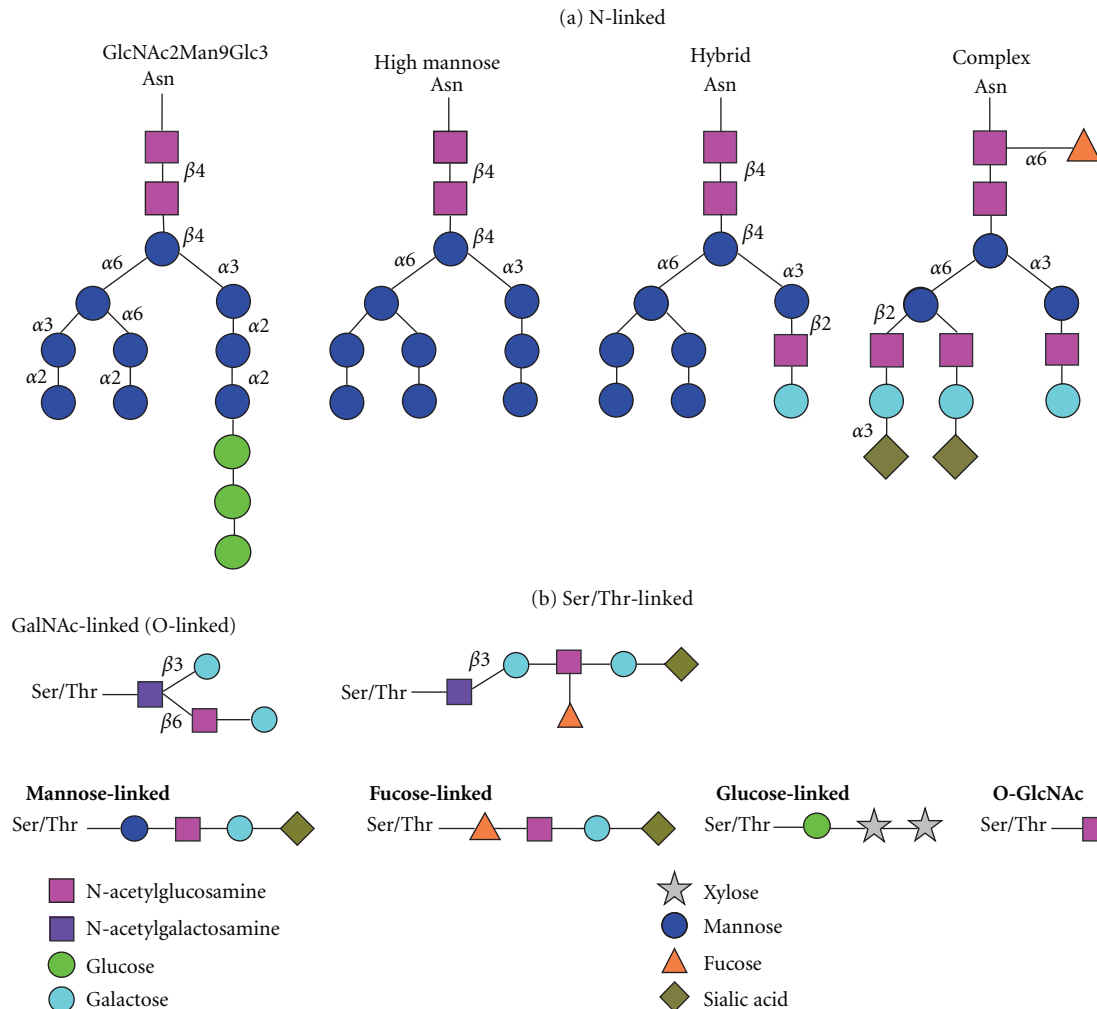 (a) N-linked
GlcNAc2Man9Glc3
Asn
β4
β4
α6
α3
α3
α6
α2
α2
α2
α2
High mannose
Asn
β4
β4
α6
α3
Hybrid
Asn
β4
β4
α6
α3
β2
Complex
Asn
α6
α6
α3
β2
α3
(b) Ser/Thr-linked
GalNAc-linked (O-linked)
Ser/Thr
β3
β6
Ser/Thr
β3
Mannose-linked
Ser/Thr
Fucose-linked
Ser/Thr
Glucose-linked
Ser/Thr
O-GlcNAc
Ser/Thr
N-acetylglucosamine
N-acetylgalactosamine
Glucose
Galactose
Xylose
Mannose
Fucose
Sialic acid